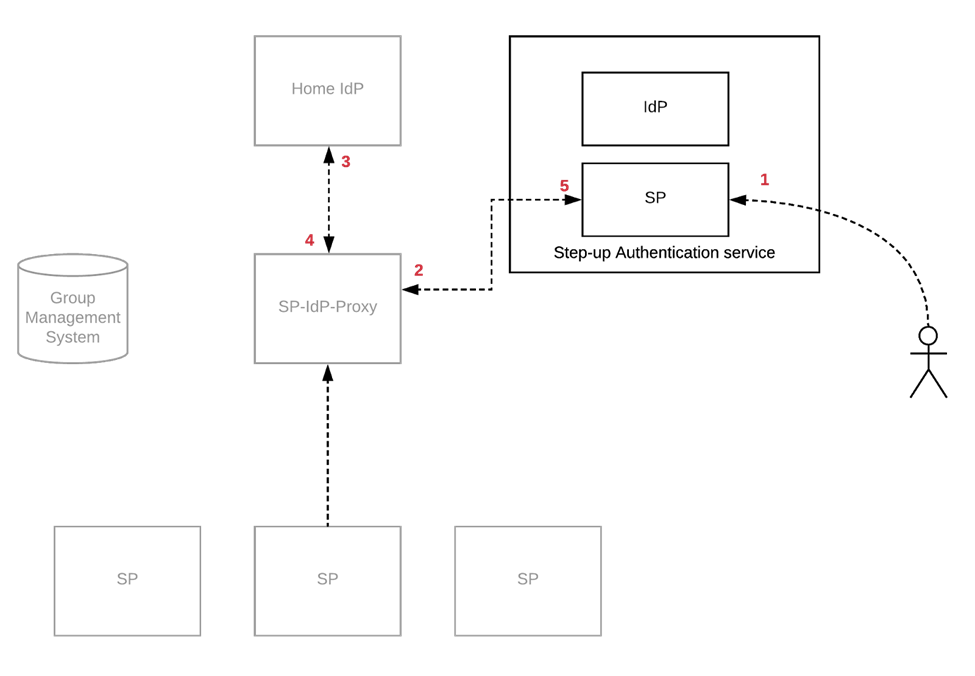 Home IdP
IdP
3
5
1
SP
4
Step-up Authentication service
2
Group
Management
System
SP-IdP-Proxy
SP
SP
SP